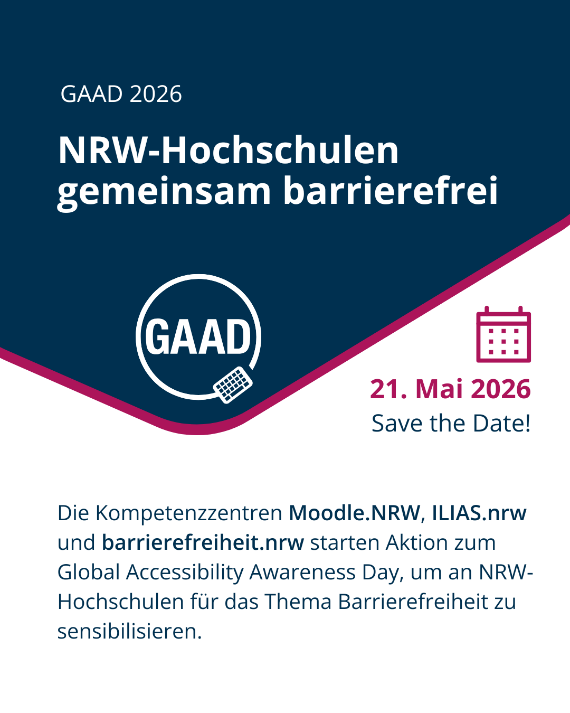 GAAD 2026
NRW-Hochschulen
gemeinsam barrierefrei
GAAD
21. Mai 2026
Save the Date!
Die Kompetenzzentren Moodle.NRW, ILIAS.nrw
und barrierefreiheit.nrw starten Aktion zum
Global Accessibility Awareness Day, um an NRW-
Hochschulen für das Thema Barrierefreiheit zu
sensibilisieren.